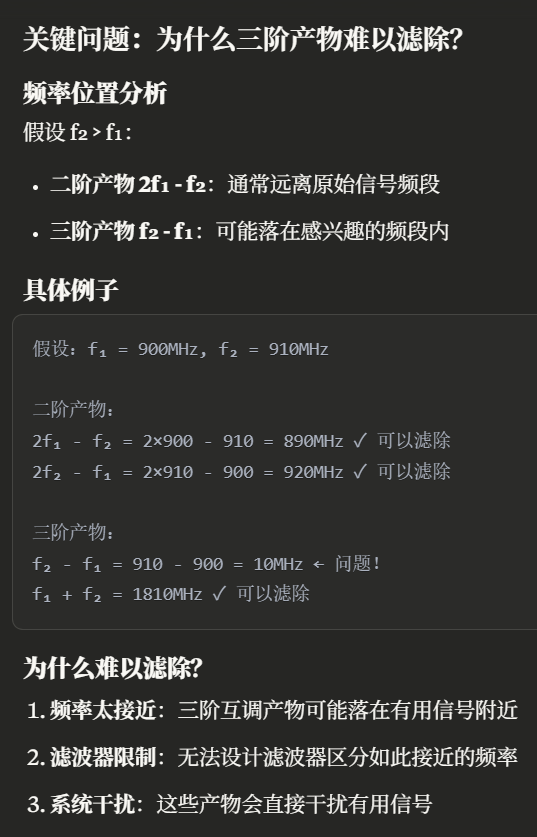 关键问题：为什么三阶产物难以滤除？
频率位置分析
假设 f₂ > f₁：
• 二阶产物 2f₁ - f₂：通常远离原始信号频段
• 三阶产物 f₂ - f₁：可能落在感兴趣的频段内
具体例子
假设：f₁ = 900MHz, f₂ = 910MHz
二阶产物：
2f₁ - f₂ = 2×900 - 910 = 890MHz ✓ 可以滤除
2f₂ - f₁ = 2×910 - 900 = 920MHz ✓ 可以滤除
三阶产物：
f₂ - f₁ = 910 - 900 = 10MHz ← 问题！
f₁ + f₂ = 1810MHz ✓ 可以滤除
为什么难以滤除？
1. 频率太接近：三阶互调产物可能落在有用信号附近
2. 滤波器限制：无法设计滤波器区分如此接近的频率
3. 系统干扰：这些产物会直接干扰有用信号